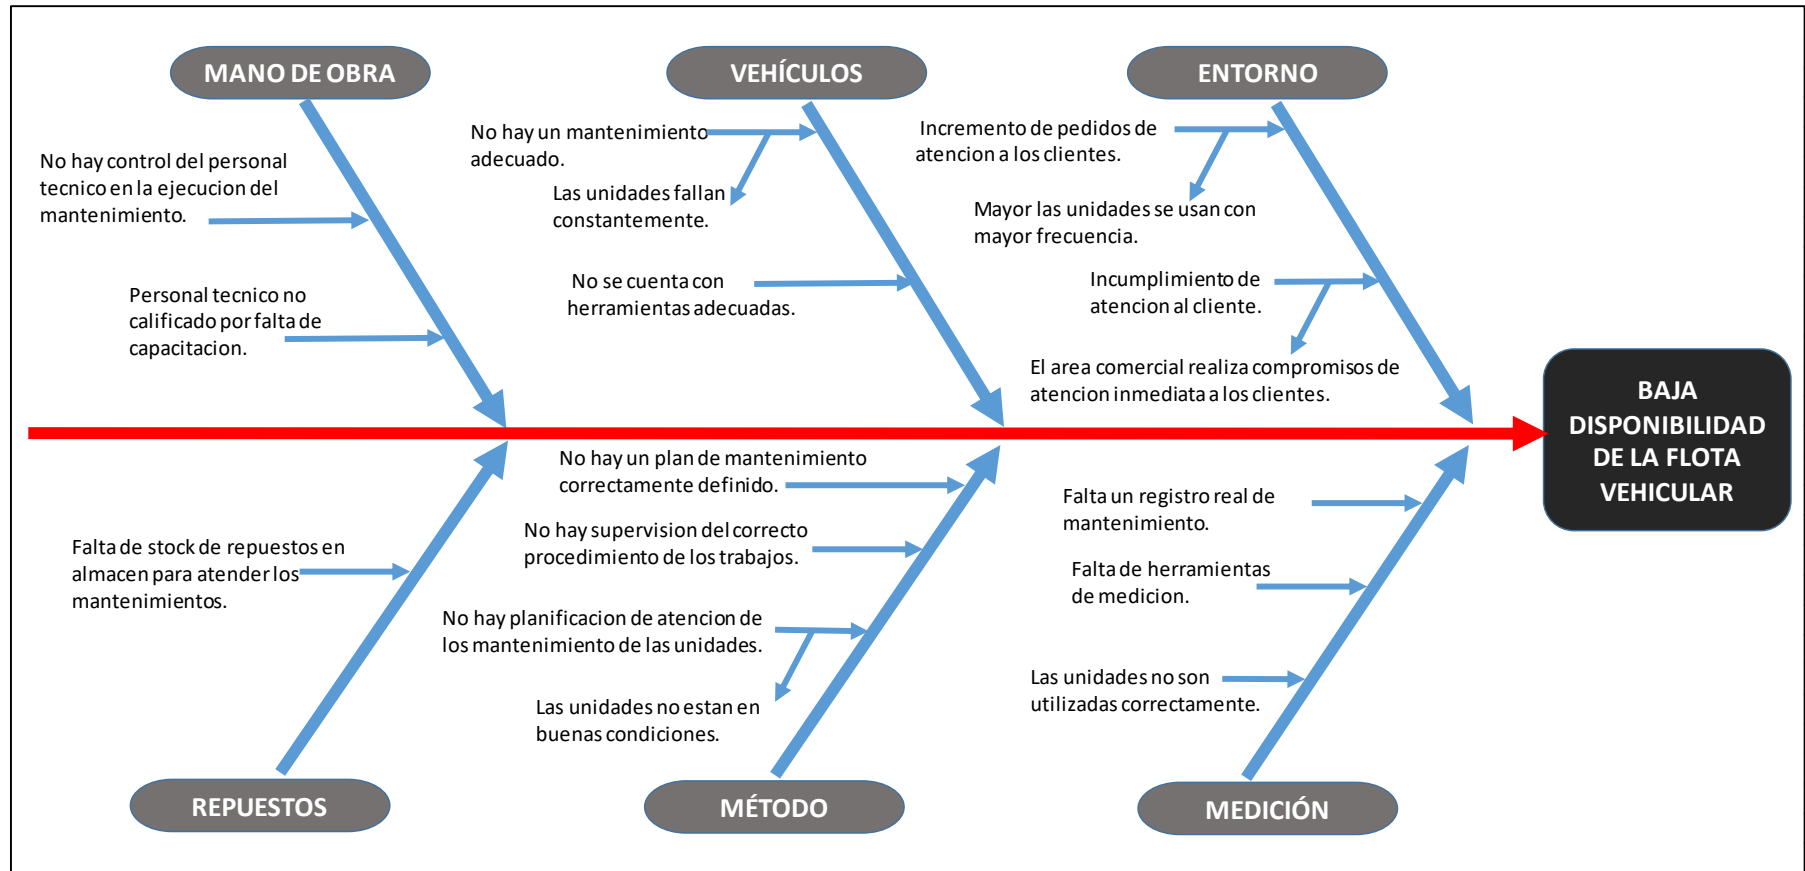 MANO DE OBRA
No hay control del personal
tecnico en la ejecucion del
mantenimiento.
Personal tecnico no
calificado por falta de
capacitacion.
VEHÍCULOS
No hay un mantenimiento
adecuado.
Las unidades fallan
constantemente.
No se cuenta con
herramientas adecuadas.
ENTORNO
Incremento de pedidos de
atencion a los clientes.
Mayor las unidades se usan con
mayor frecuencia.
Incumplimiento de
atencion al cliente.
El area comercial realiza compromisos de
atencion inmediata a los clientes.
BAJA
DISPONIBILIDAD
DE LA FLOTA
VEHICULAR
Falta de stock de repuestos en
almacen para atender los
mantenimientos.
REPUESTOS
No hay un plan de mantenimiento
correctamente definido.
No hay supervision del correcto
procedimiento de los trabajos.
No hay planificacion de atencion de
los mantenimiento de las unidades.
Las unidades no estan en
buenas condiciones.
MÉTODO
Falta un registro real de
mantenimiento.
Falta de herramientas
de medicion.
Las unidades no son
utilizadas correctamente.
MEDICIÓN